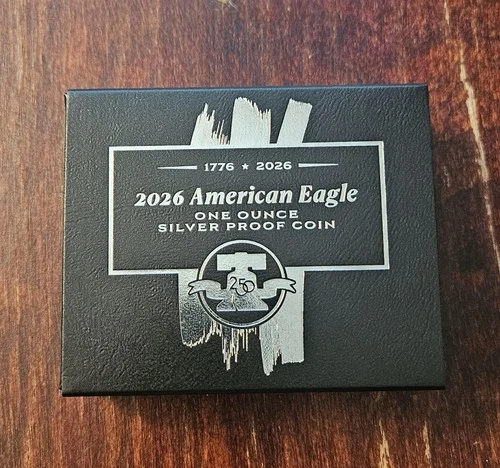 1776 ★ 2026
2026 American Eagle
ONE OUNCE
SILVER PROOF COIN
250